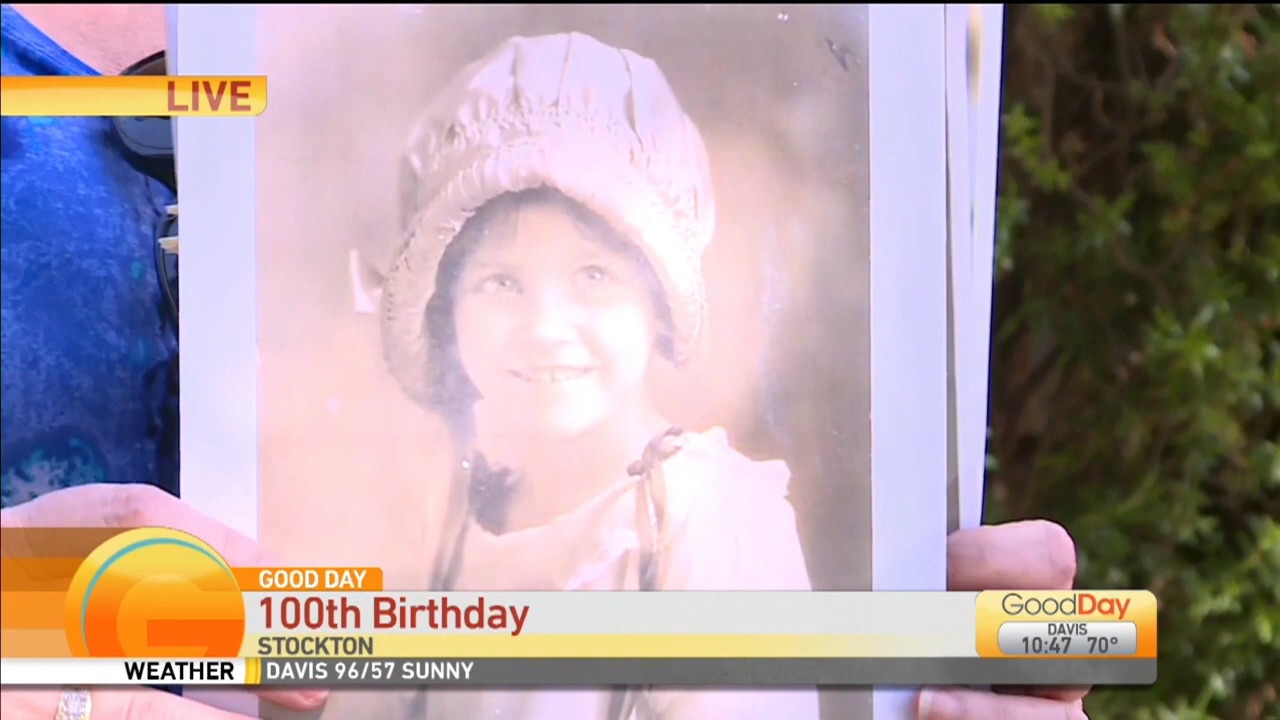 LIVE
GOOD DAY
100th Birthday
STOCKTON
WEATHER DAVIS 96/57 SUNNY
GoodDay
DAVIS
10:47 70°